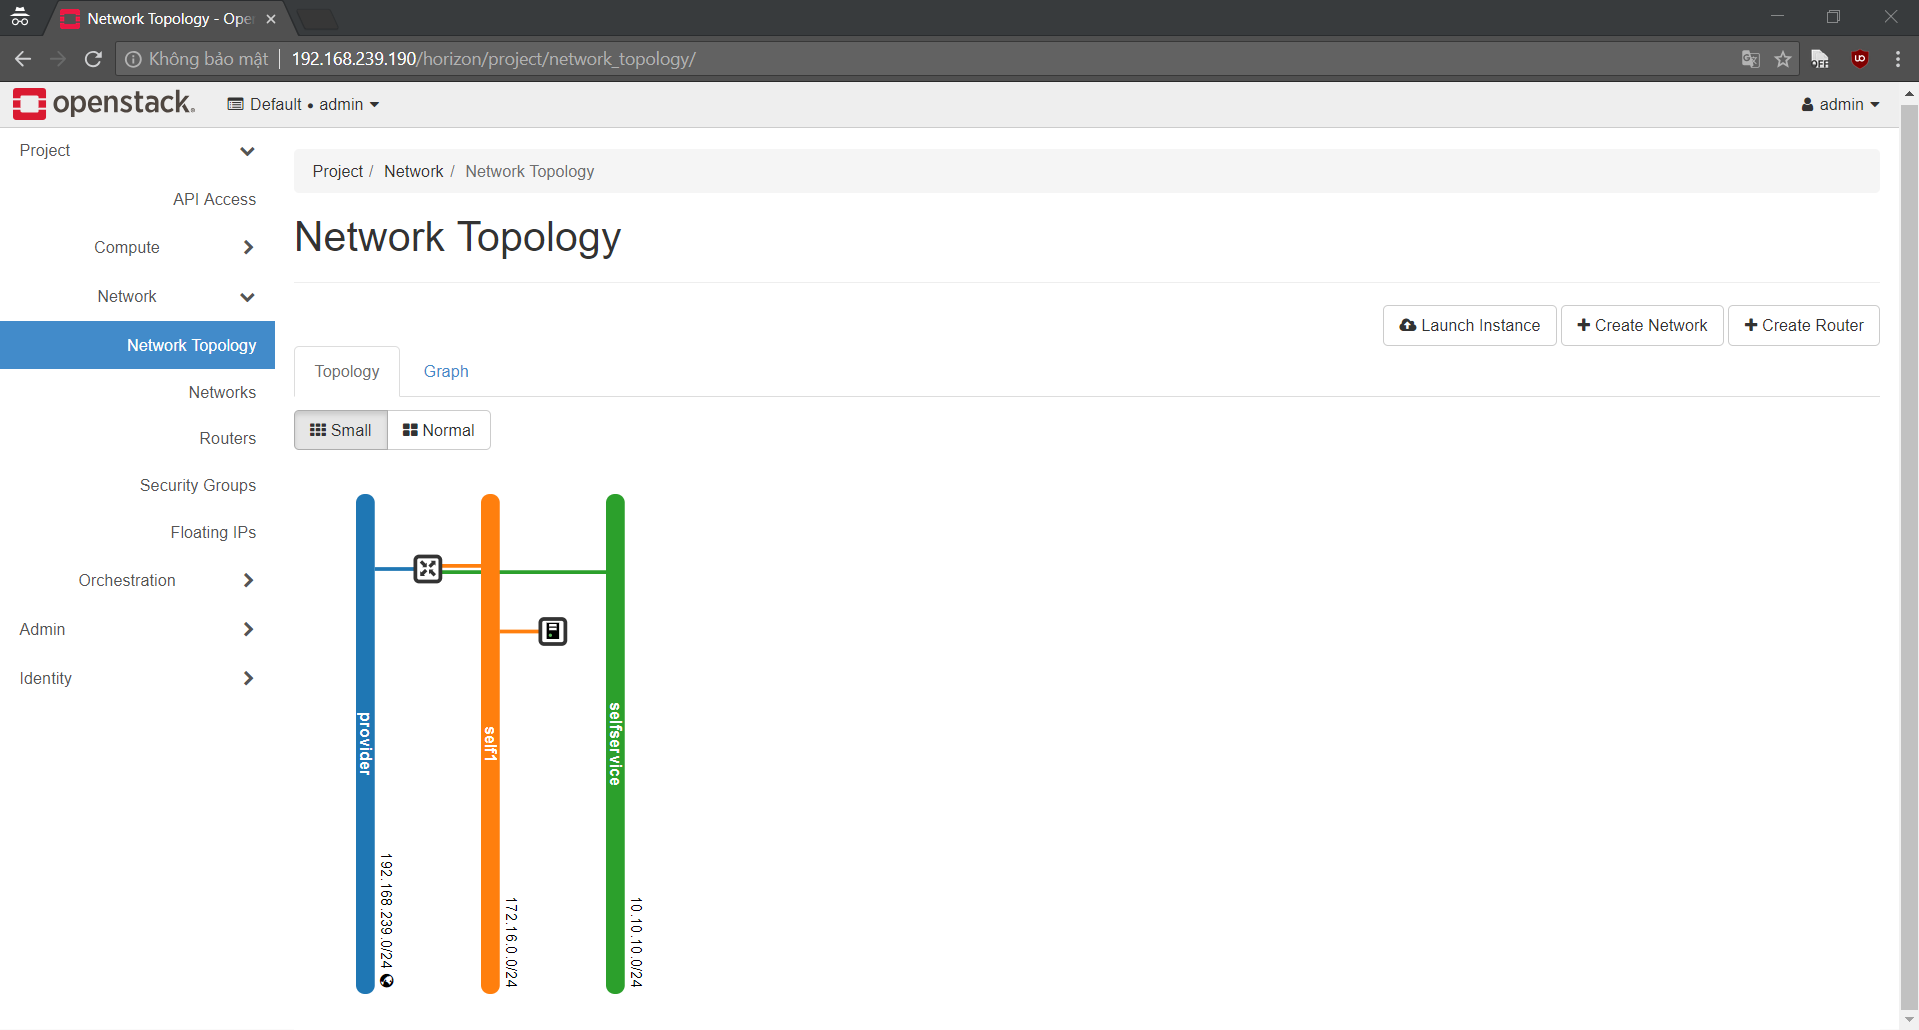 Network Topology - Ope
Không bảo mật
192.168.239.190/horizon/project/network_topology/
OFF
openstack.
Default • admin
admin
Project
API Access
Compute
Network
Network Topology
Networks
Routers
Security Groups
Floating IPs
Orchestration
Admin
Identity
Project / Network / Network Topology
Network Topology
Launch Instance
Create Network
Create Router
Topology
Graph
Small
Normal
provider
192.168.239.0/24
self1
172.16.0.0/24
selfservice
10.10.10.0/24